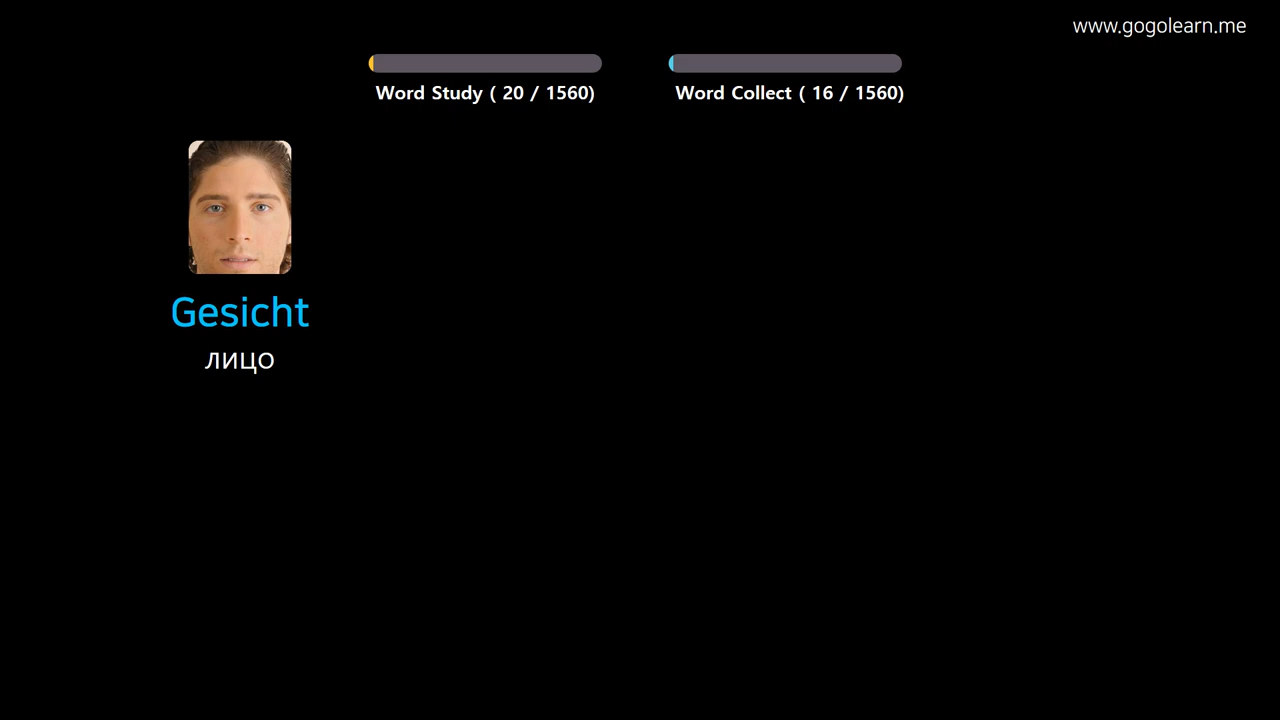 www.gogolearn.me
Word Study ( 20 / 1560)
Word Collect ( 16 / 1560)
Gesicht
лицо